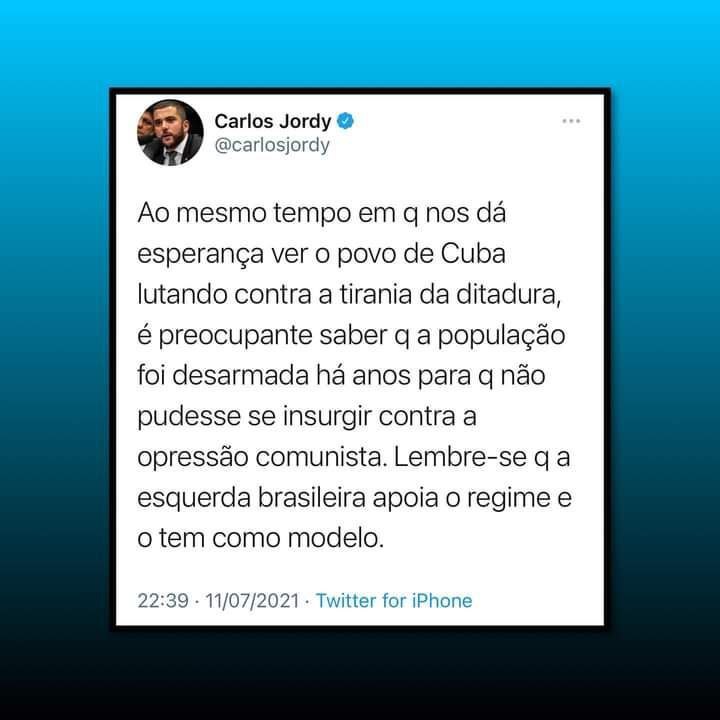 Carlos Jordy
@carlosjordy
Ao mesmo tempo em q nos dá
esperança ver o povo de Cuba
lutando contra a tirania da ditadura,
é preocupante saber q a população
foi desarmada há anos para q não
pudesse se insurgir contra a
opressão comunista. Lembre-se q a
esquerda brasileira apoia o regime e
o tem como modelo.
22:39 · 11/07/2021 · Twitter for iPhone